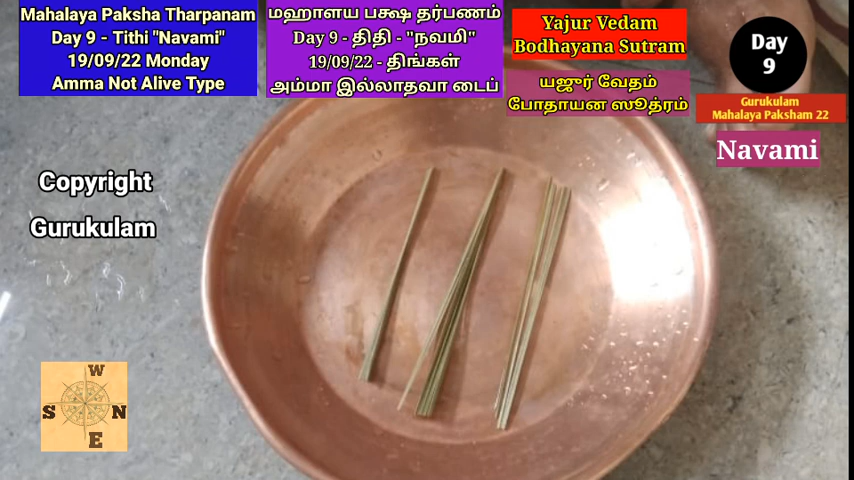 Mahalaya Paksha Tharpanam
Day 9 - Tithi "Navami"
19/09/22 Monday
Amma Not Alive Type
மஹாளய பக்ஷ தர்பணம்
Day 9 - திதி - "நவமி"
19/09/22 - திங்கள்
அம்மா இல்லாதவா டைப்
Yajur Vedam
Bodhayana Sutram
யஜுர் வேதம்
போதாயன ஸூத்ரம்
Day
9
Gurukulam
Mahalaya Paksham 22
Navami
Copyright
Gurukulam
W
S N
E